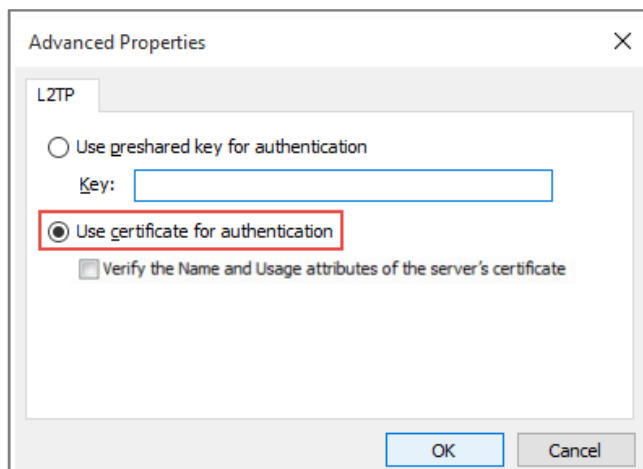 Advanced Properties
L2TP
Use preshared key for authentication
Key:
Use certificate for authentication
Verify the Name and Usage attributes of the server's certificate
OK Cancel